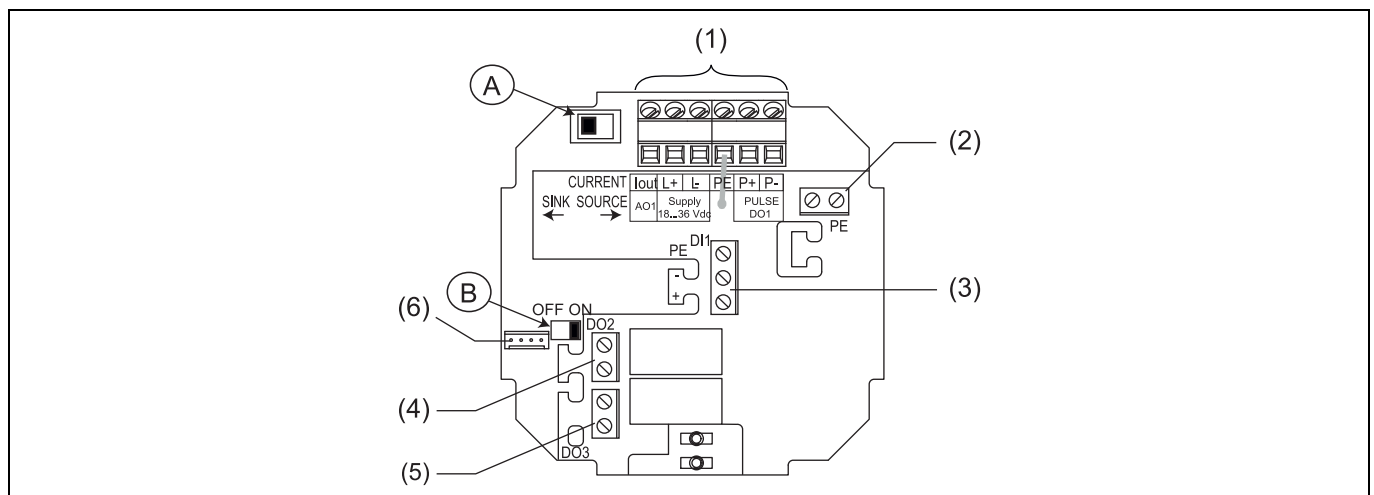 (1)
A
(2)
CURRENT
SINK SOURCE
Iout L+ L- PE P+ P-
AO1
Supply
18...36 Vdc
PULSE
DO1
PE
DI1
PE
-
+
(3)
B
OFF ON
(6)
DO2
(4)
DO3
(5)